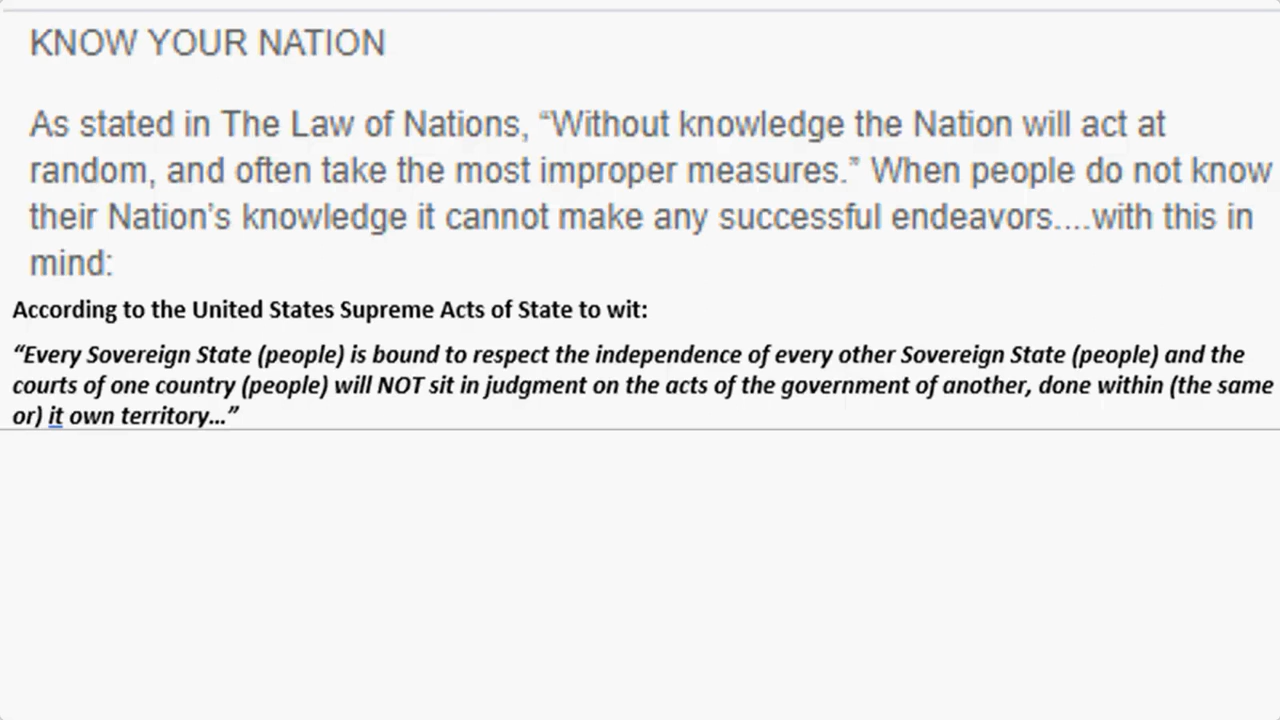 KNOW YOUR NATION
As stated in The Law of Nations, “Without knowledge the Nation will act at
random, and often take the most improper measures.” When people do not know
their Nation’s knowledge it cannot make any successful endeavors....with this in
mind:
According to the United States Supreme Acts of State to wit:
“Every Sovereign State (people) is bound to respect the independence of every other Sovereign State (people) and the
courts of one country (people) will NOT sit in judgment on the acts of the government of another, done within (the same
or) it own territory…”